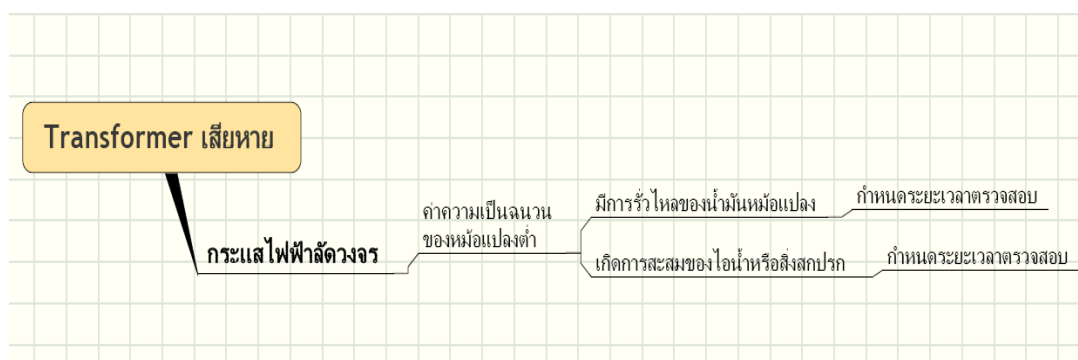 Transformer เสียหาย
กระแสไฟฟ้าลัดวงจร
ค่าความเป็นฉนวน
ของหม้อแปลงต่ำ
มีการรั่วไหลของน้ำมันหม้อแปลง
กำหนดระยะเวลาตรวจสอบ
เกิดการสะสมของไอน้ำหรือสิ่งสกปรก
กำหนดระยะเวลาตรวจสอบ